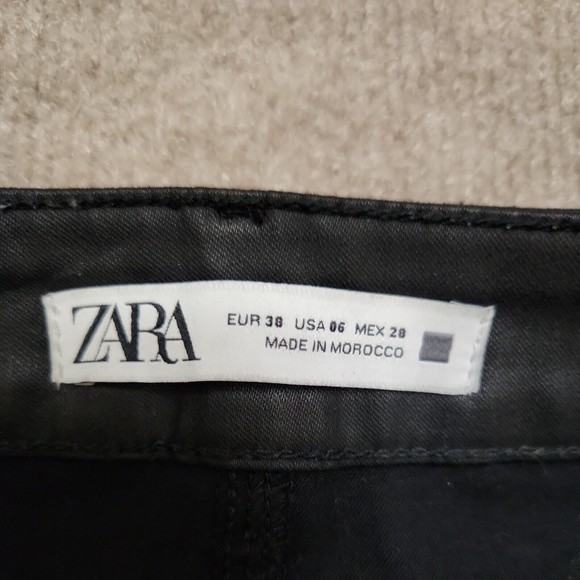 ZARA
EUR 38 USA 06 MEX 28
MADE IN MOROCCO